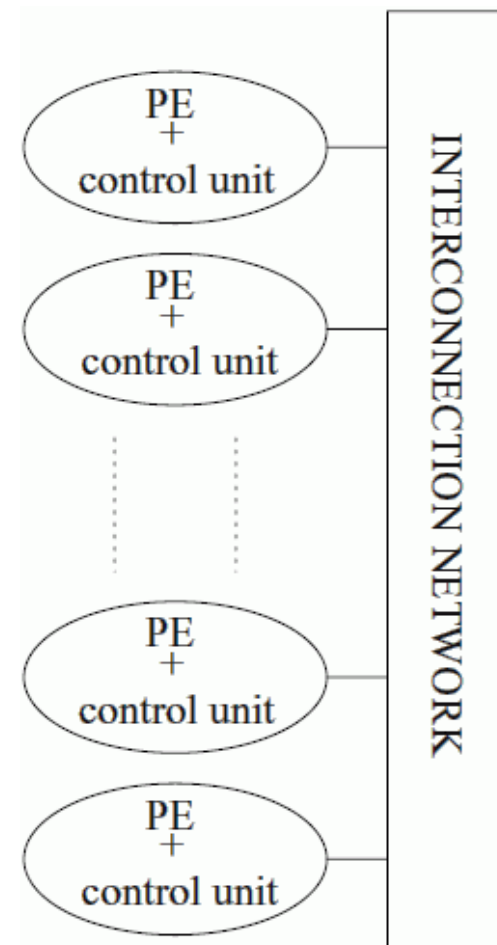 PE
+
control unit
PE
+
control unit
PE
+
control unit
PE
+
control unit
INTERCONNECTION NETWORK